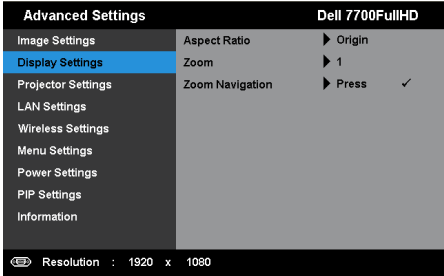 Advanced Settings Dell 7700FullHD
Image Settings Aspect Ratio Origin
Display Settings Zoom 1
Projector Settings Zoom Navigation Press ✓
LAN Settings
Wireless Settings
Menu Settings
Power Settings
PIP Settings
Information
Resolution : 1920 x 1080